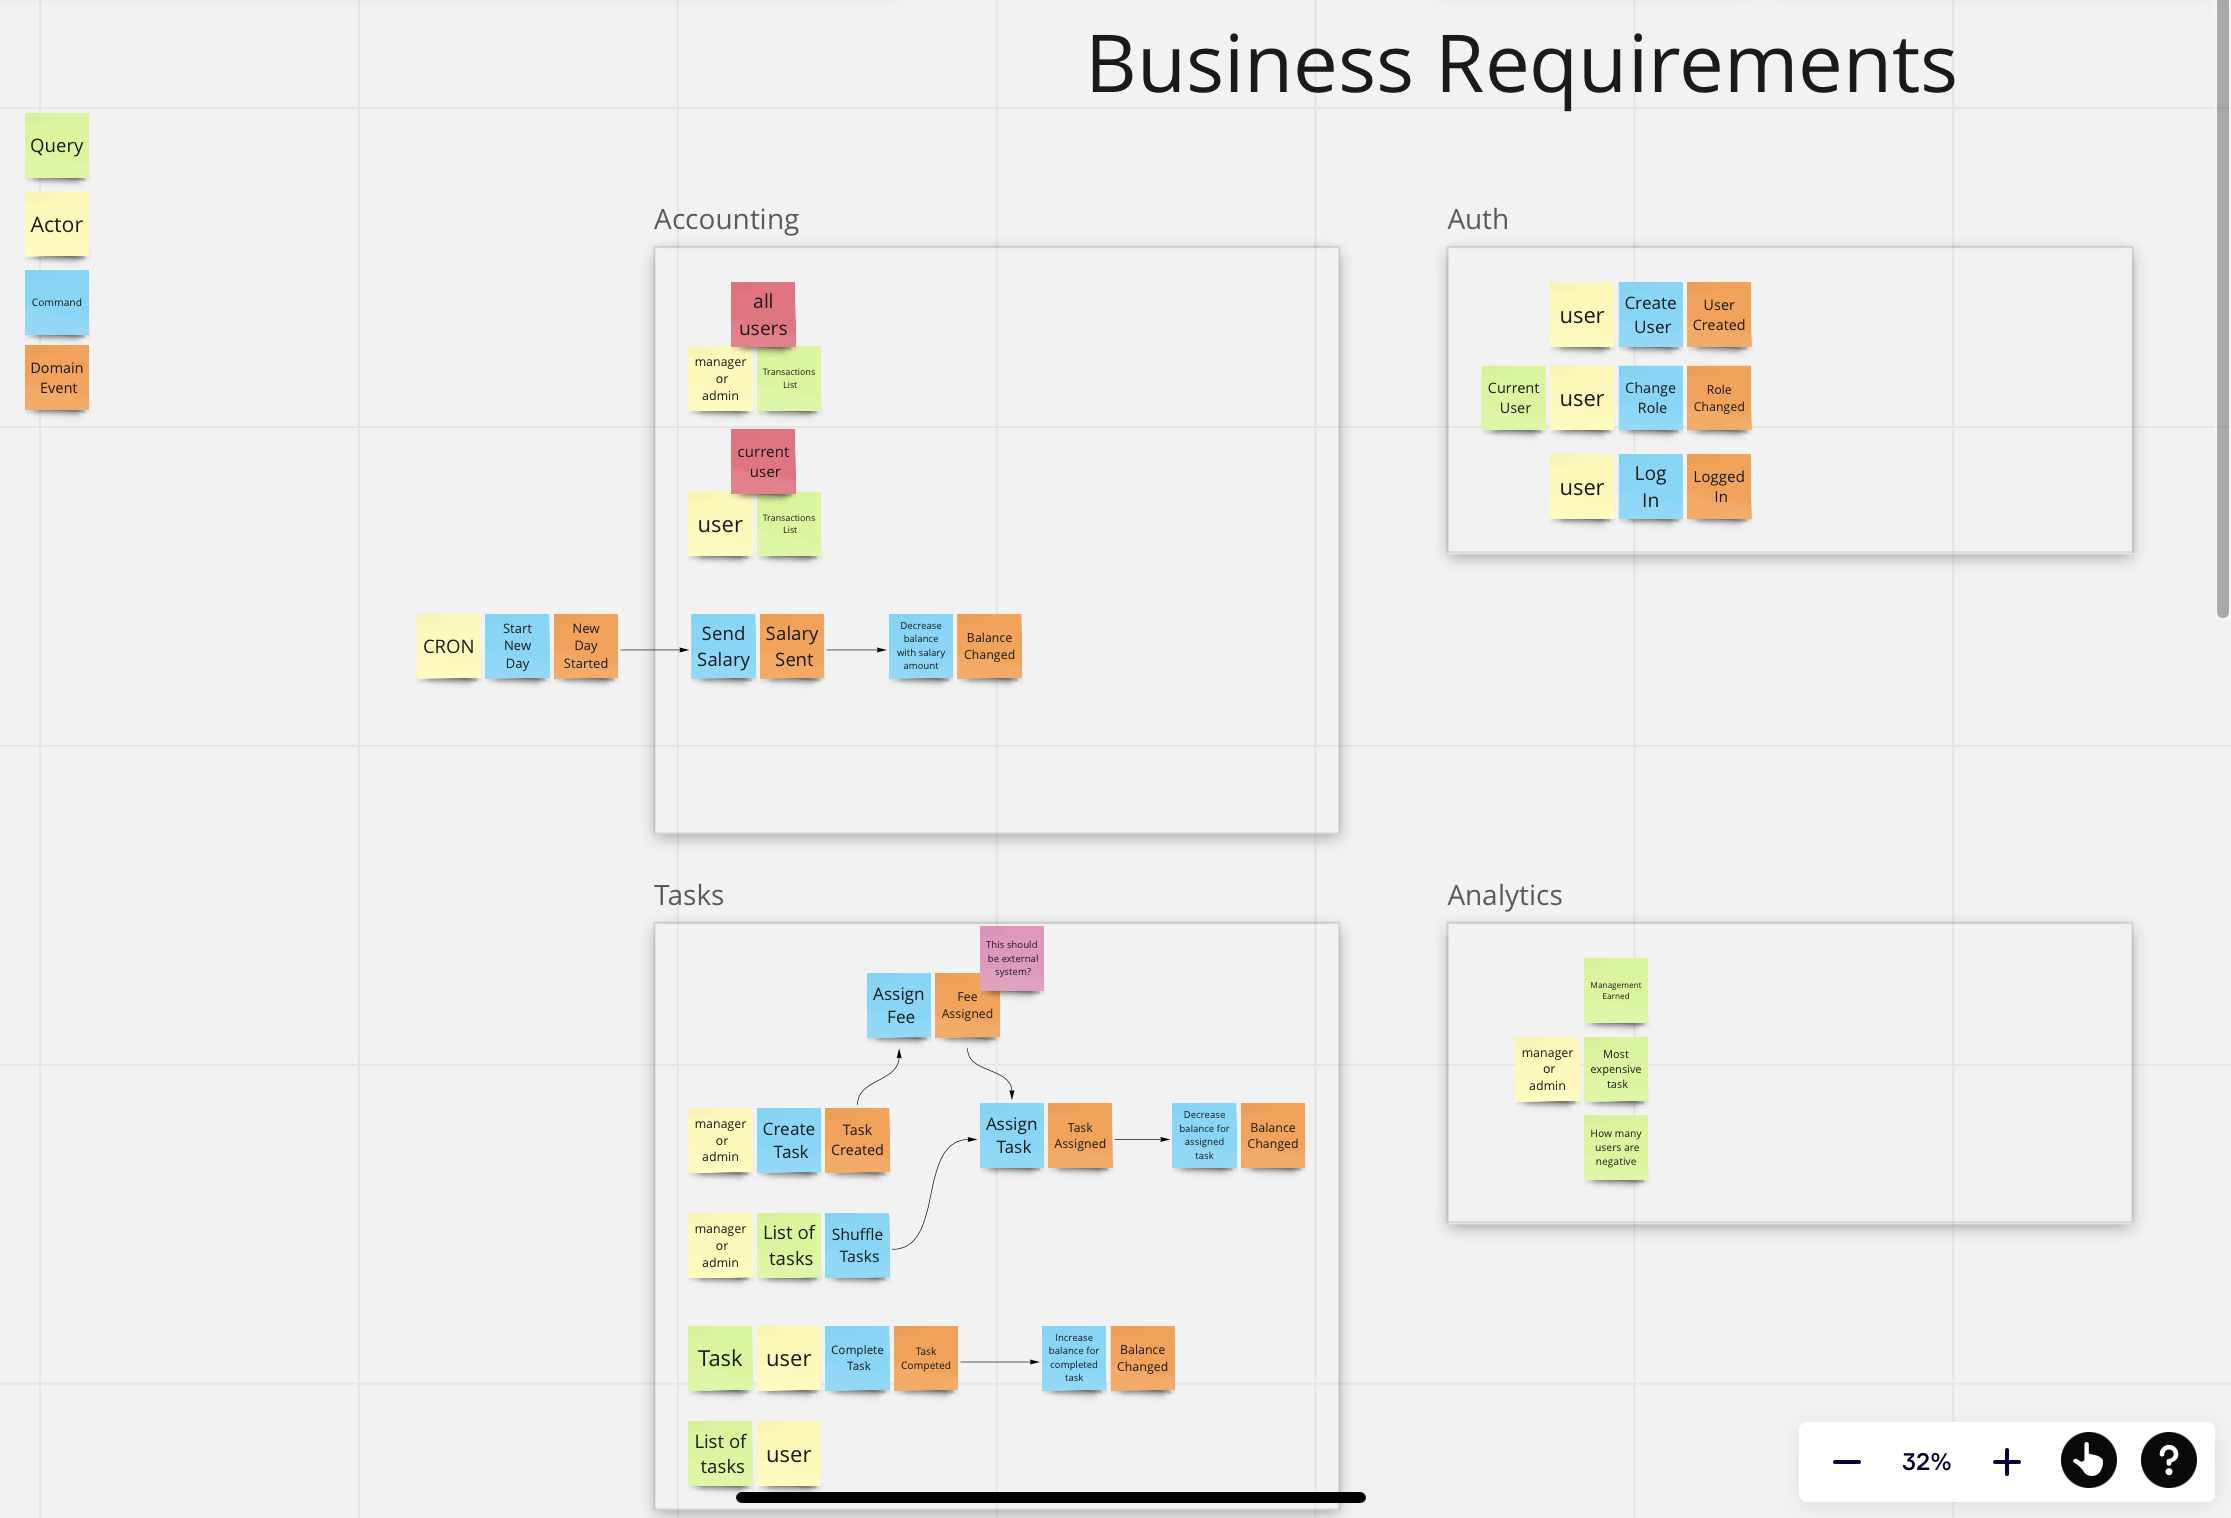 Business Requirements
Query
Actor
Command
Domain
Event
Accounting
all
users
manager
or
admin
Transactions
List
current
user
user
Transactions
List
CRON
Start
New
Day
New
Day
Started
Send
Salary
Salary
Sent
Decrease
balance
with salary
amount
Balance
Changed
Auth
user
Create
User
User
Created
Current
User
user
Change
Role
Role
Changed
user
Log
In
Logged
In
Tasks
This should
be external
system?
Assign
Fee
Fee
Assigned
manager
or
admin
Create
Task
Task
Created
Assign
Task
Task
Assigned
Decrease
balance for
assigned
task
Balance
Changed
manager
or
admin
List of
tasks
Shuffle
Tasks
Task
user
Complete
Task
Task
Competed
Increase
balance for
completed
task
Balance
Changed
List of
tasks
user
Analytics
Management
Earned
manager
or
admin
Most
expensive
task
How many
users are
negative
32%